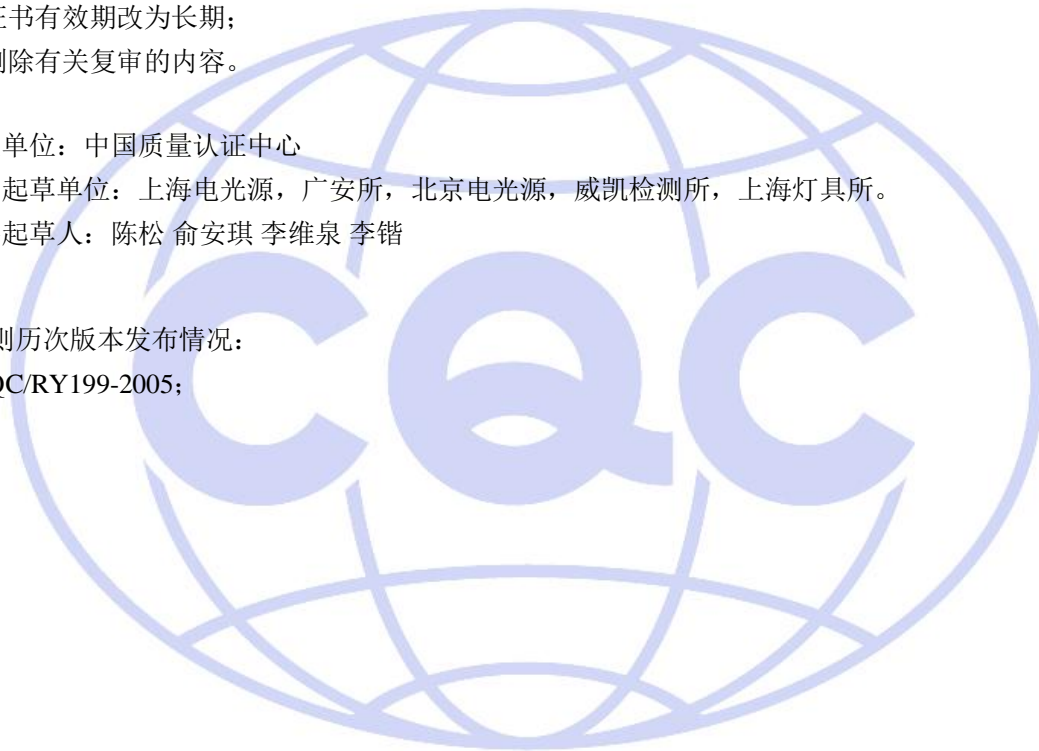 证书有效期改为长期；
删除有关复审的内容。
单位：中国质量认证中心
起草单位：上海电光源，广安所，北京电光源，威凯检测所，上海灯具所。
起草人：陈松 俞安琪 李维泉 李锴
则历次版本发布情况：
QC/RY199-2005；
CQC